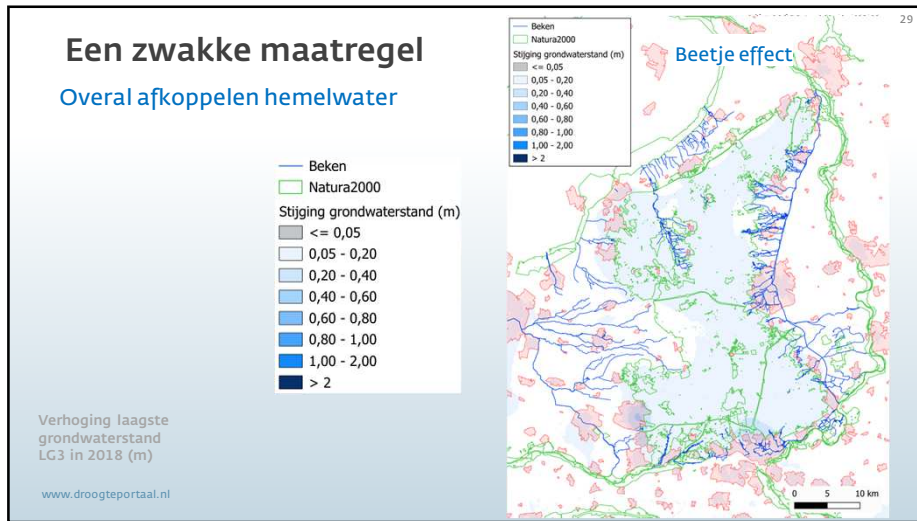 29
Een zwakke maatregel
Overal afkoppelen hemelwater
Beken
Natura2000
Stijging grondwaterstand (m)
<= 0,05
0,05 - 0,20
0,20 - 0,40
0,40 - 0,60
0,60 - 0,80
0,80 - 1,00
1,00 - 2,00
> 2
Verhoging laagste
grondwaterstand
LG3 in 2018 (m)
www.droogteportaal.nl
Beken
Natura2000
Stijging grondwaterstand (m)
<= 0,05
0,05 - 0,20
0,20 - 0,40
0,40 - 0,60
0,60 - 0,80
0,80 - 1,00
1,00 - 2,00
> 2
Beetje effect
0 5 10 km